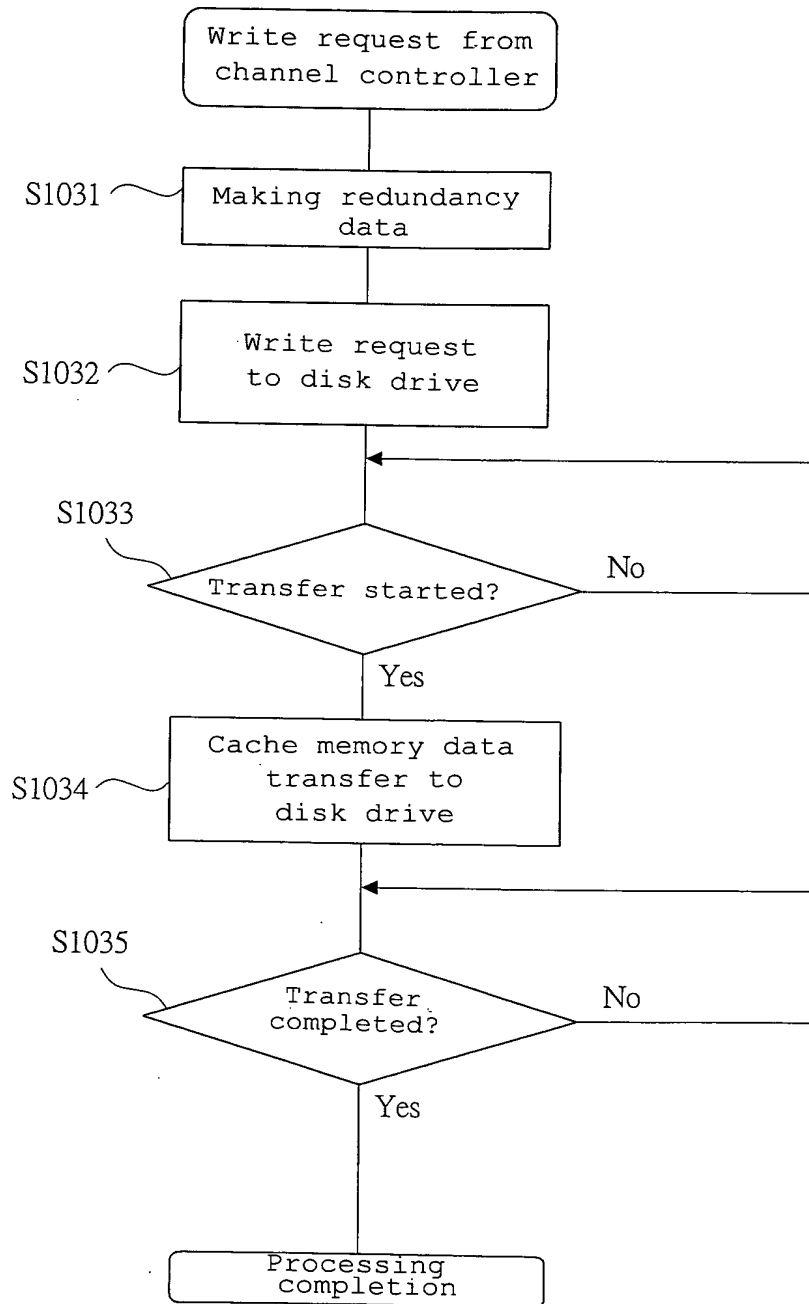 Write request from
channel controller
S1031
Making redundancy
data
S1032
Write request
to disk drive
S1033
Transfer started?
No
Yes
S1034
Cache memory data
transfer to
disk drive
S1035
Transfer
completed?
No
Yes
Processing
completion